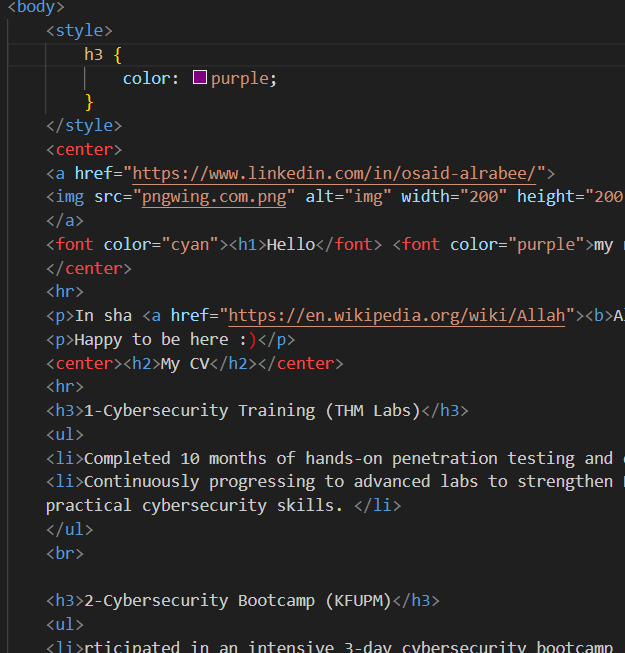 <body>
<style>
h3 {
color: purple;
}
</style>
<center>
<a href="https://www.linkedin.com/in/osaid-alrabee/">
<img src="pngwing.com.png" alt="img" width="200" height="200
</a>
<font color="cyan"><h1>Hello</font> <font color="purple">my
</center>
<hr>
<p>In sha <a href="https://en.wikipedia.org/wiki/Allah"><b>A
<p>Happy to be here :)</p>
<center><h2>My CV</h2></center>
<hr>
<h3>1-Cybersecurity Training (THM Labs)</h3>
<ul>
<li>Completed 10 months of hands-on penetration testing and
<li>Continuously progressing to advanced labs to strengthen
practical cybersecurity skills. </li>
</ul>
<br>
<h3>2-Cybersecurity Bootcamp (KFUPM)</h3>
<ul>
<li>rticipated in an intensive 3-day cybersecurity bootcamp